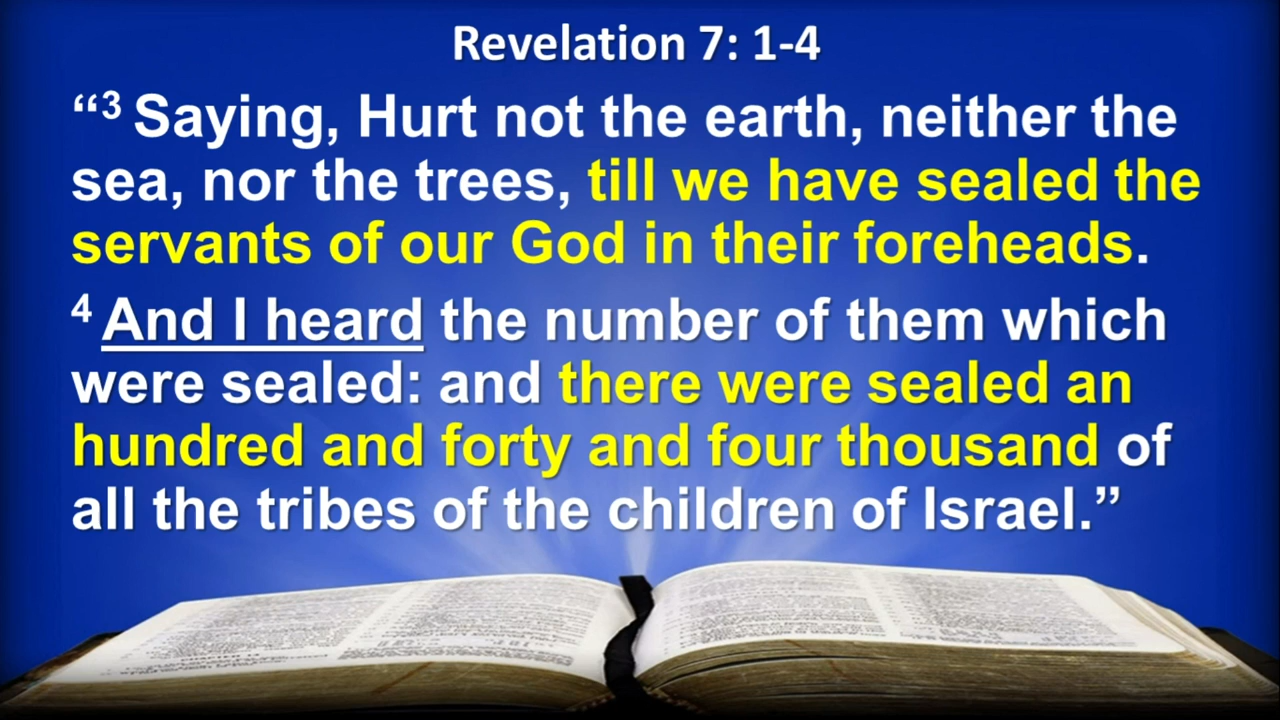 Revelation 7: 1-4
“3 Saying, Hurt not the earth, neither the
sea, nor the trees, till we have sealed the
servants of our God in their foreheads.
4 And I heard the number of them which
were sealed: and there were sealed an
hundred and forty and four thousand of
all the tribes of the children of Israel.”